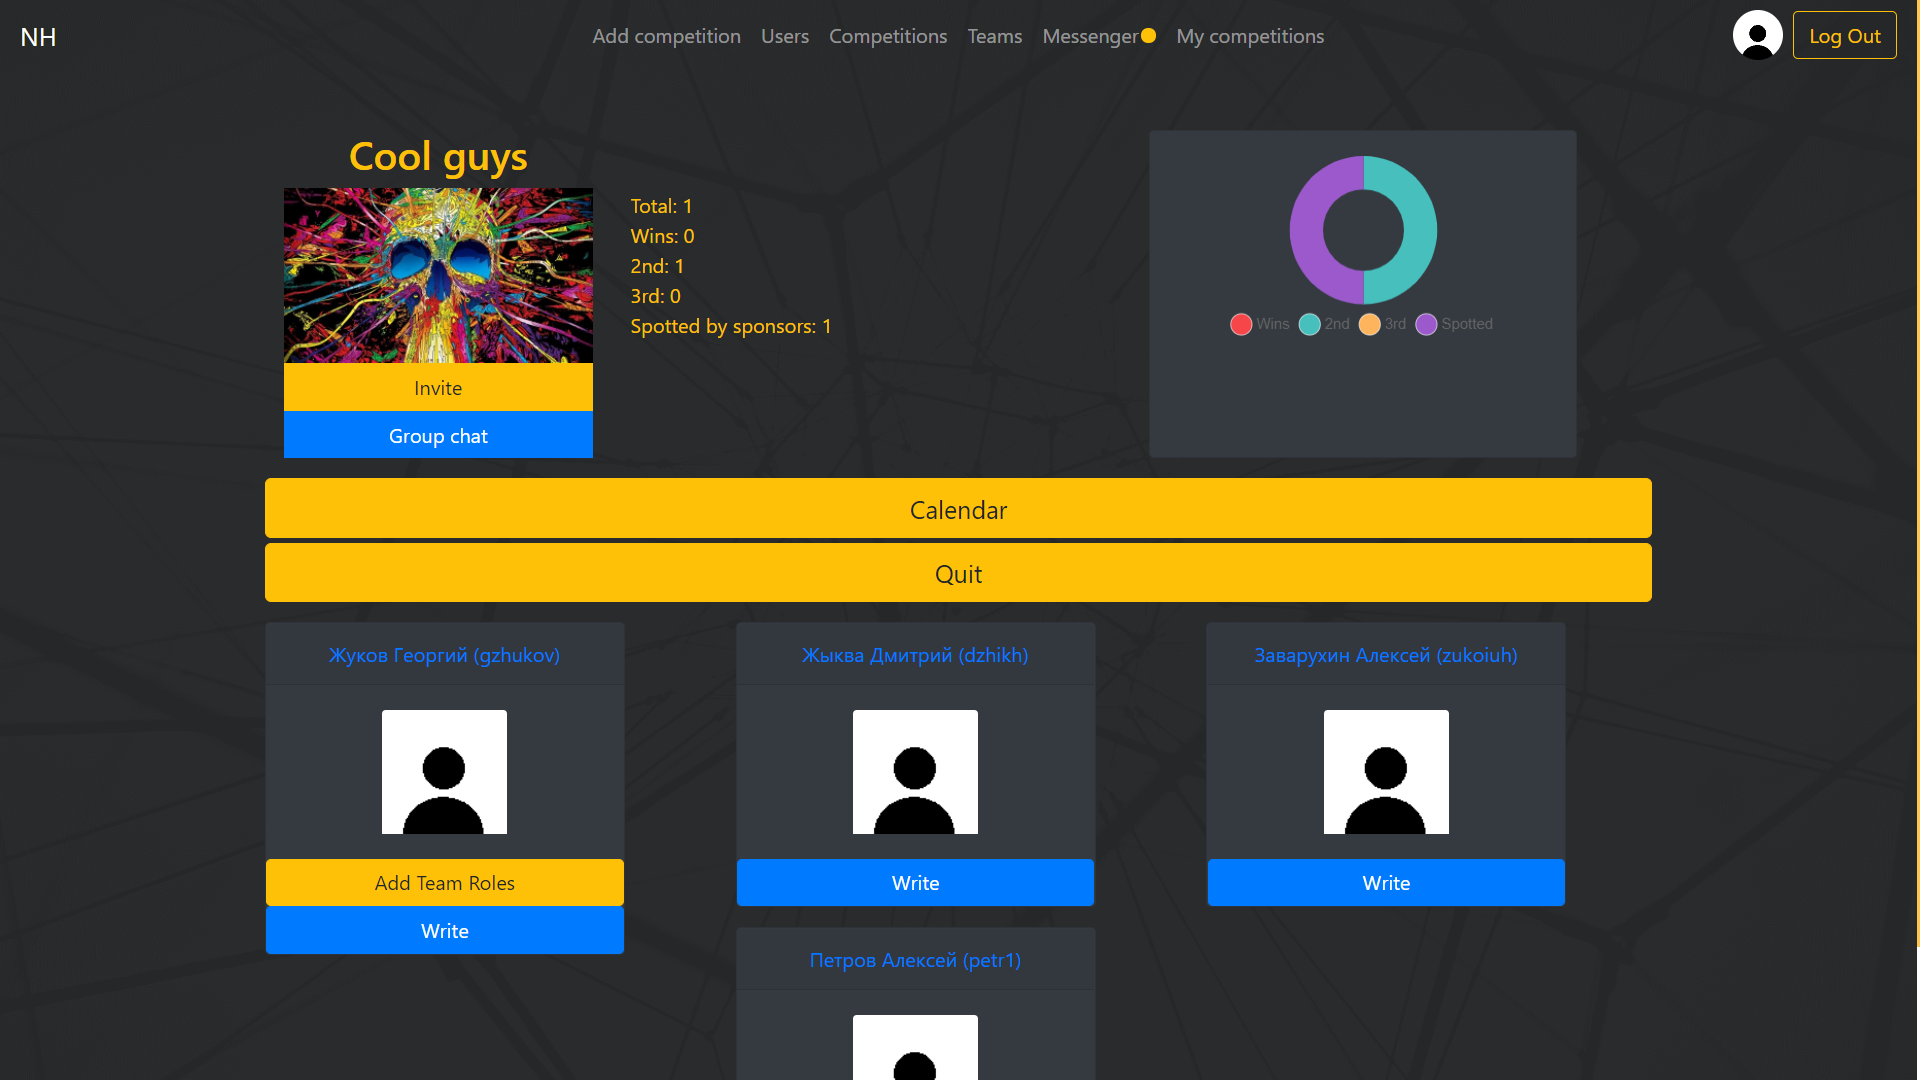 NH
Add competition
Users
Competitions
Teams
Messenger
My competitions
Log Out
Cool guys
Total: 1
Wins: 0
2nd: 1
3rd: 0
Spotted by sponsors: 1
Wins
2nd
3rd
Spotted
Invite
Group chat
Calendar
Quit
Жуков Георгий (gzhukov)
Жыква Дмитрий (dzhikh)
Заварухин Алексей (zukoiuh)
Add Team Roles
Write
Write
Write
Петров Алексей (petr1)